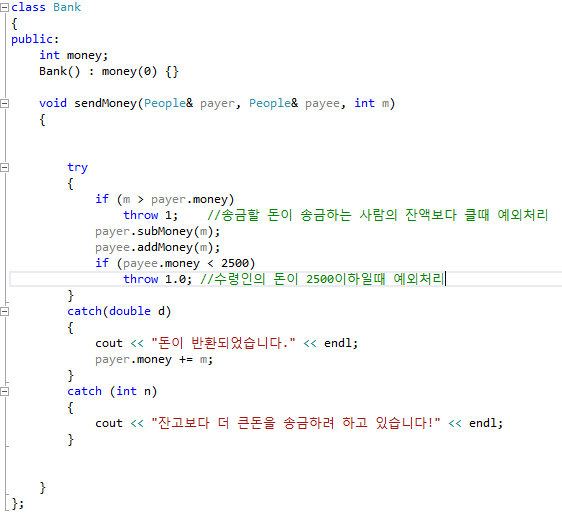 class Bank
{
public:
    int money;
    Bank() : money(0) {}

    void sendMoney(People& payer, People& payee, int m)
    {


        try
        {
            if (m > payer.money)
                throw 1;    //송금할 돈이 송금하는 사람의 잔액보다 클때 예외처리
            payer.subMoney(m);
            payee.addMoney(m);
            if (payee.money < 2500)
                throw 1.0; //수령인의 돈이 2500이하일때 예외처리
        }
        catch(double d)
        {
            cout << "돈이 반환되었습니다." << endl;
            payer.money += m;
        }
        catch (int n)
        {
            cout << "잔고보다 더 큰돈을 송금하려 하고 있습니다!" << endl;
        }


    }
};